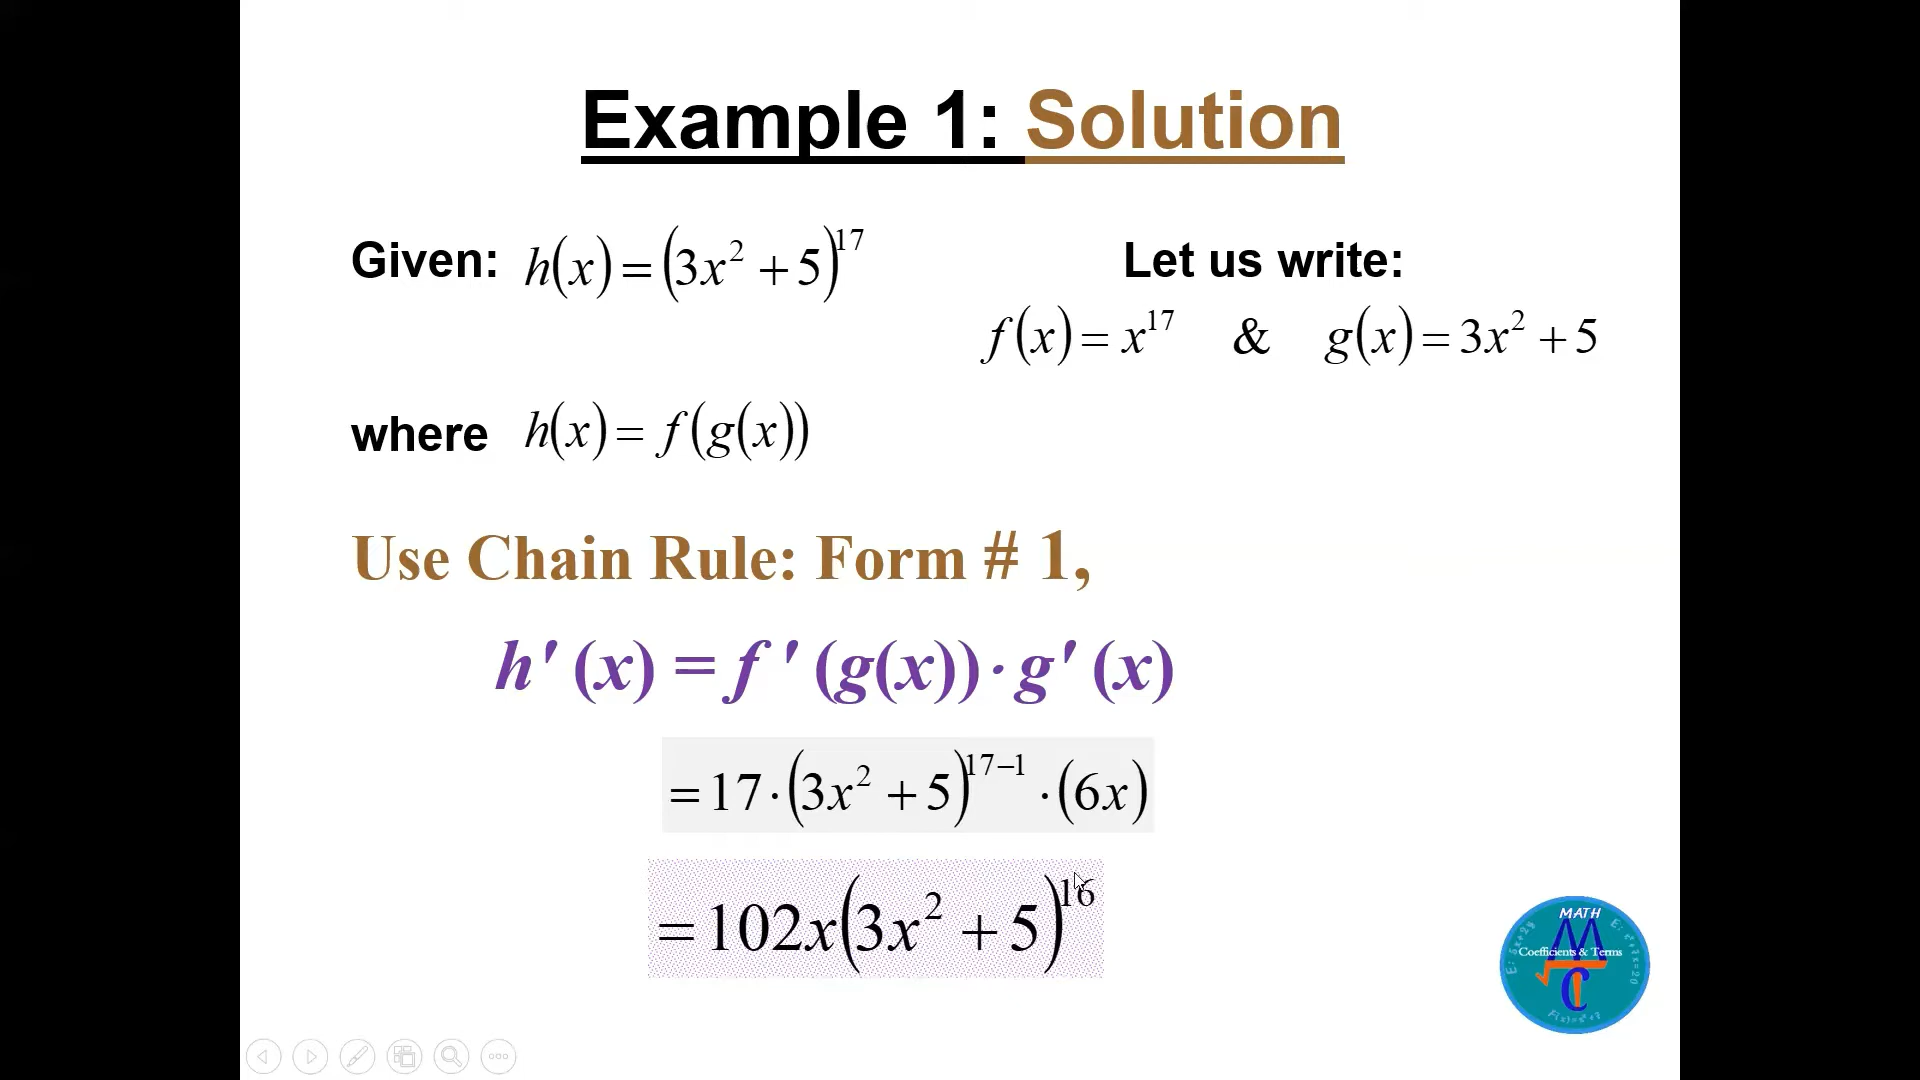 Example 1: Solution
Given: h(x) = (3x² + 5)¹⁷
Let us write:
f(x) = x¹⁷ & g(x) = 3x² + 5
where h(x) = f(g(x))
Use Chain Rule: Form # 1,
h'(x) = f'(g(x)) · g'(x)
= 17 · (3x² + 5)¹⁷⁻¹ · (6x)
= 102x(3x² + 5)¹⁶
MATH
Coefficients & Terms